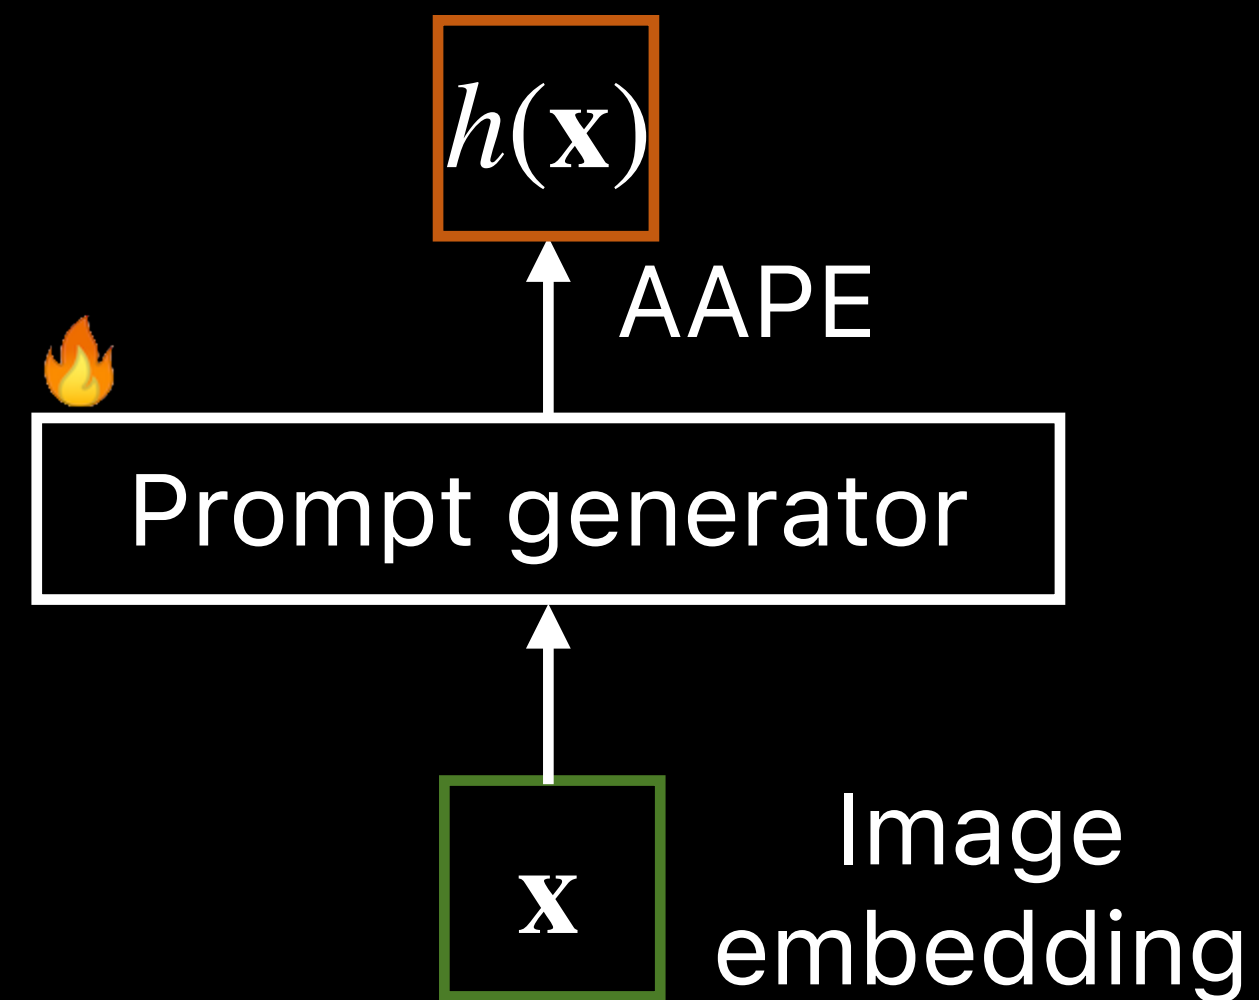 h(x)
AAPE
Prompt generator
x
Image
embedding